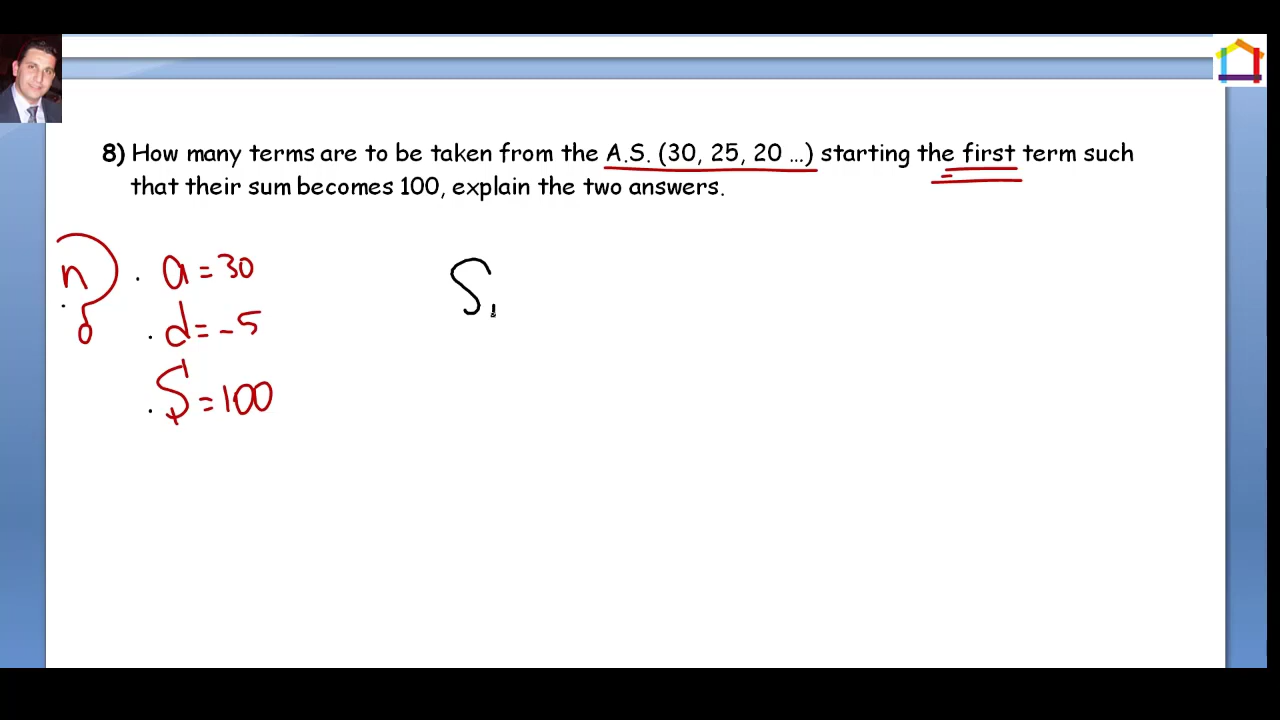 8) How many terms are to be taken from the A.S. (30, 25, 20 ...) starting the first term such
that their sum becomes 100, explain the two answers.
n
a = 30
d = -5
S = 100
S